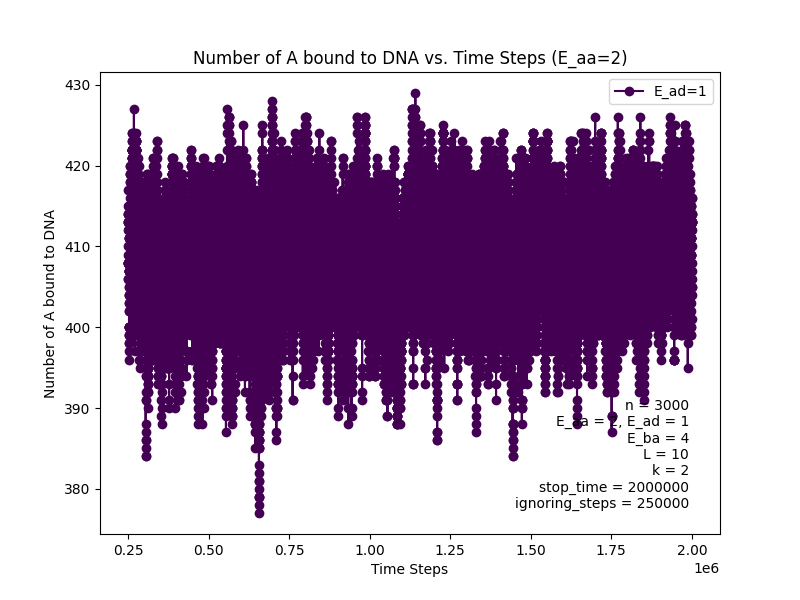 Number of A bound to DNA vs. Time Steps (E_aa=2)
E_ad=1
Number of A bound to DNA
430
420
410
400
390
380
n = 3000
E_aa = 2, E_ad = 1
E_ba = 4
L = 10
k = 2
stop_time = 2000000
ignoring_steps = 250000
0.25 0.50 0.75 1.00 1.25 1.50 1.75 2.00
1e6
Time Steps